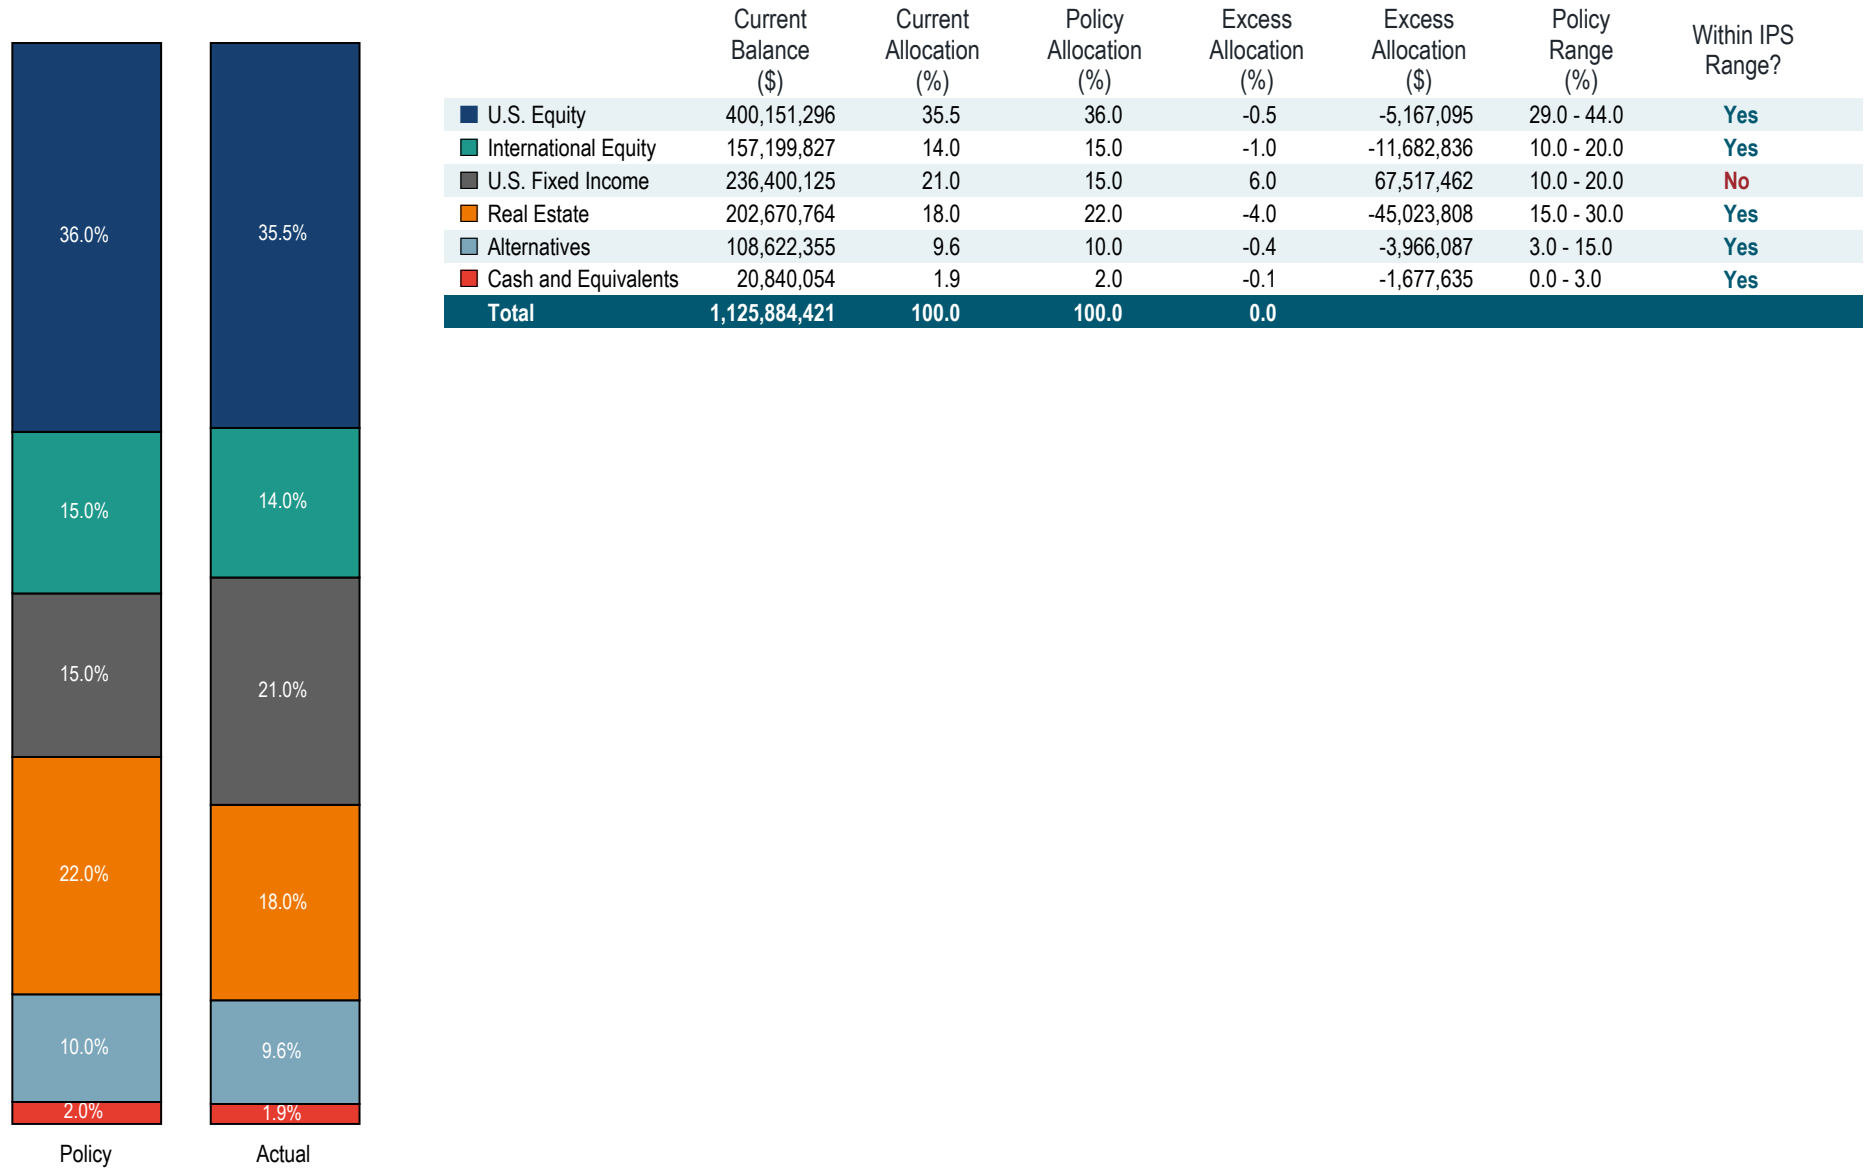 Current Balance ($) Current Allocation (%) Policy Allocation (%) Excess Allocation (%) Excess Allocation ($) Policy Range (%) Within IPS Range?
U.S. Equity 400,151,296 35.5 36.0 -0.5 -5,167,095 29.0 - 44.0 Yes
International Equity 157,199,827 14.0 15.0 -1.0 -11,682,836 10.0 - 20.0 Yes
U.S. Fixed Income 236,400,125 21.0 15.0 6.0 67,517,462 10.0 - 20.0 No
Real Estate 202,670,764 18.0 22.0 -4.0 -45,023,808 15.0 - 30.0 Yes
Alternatives 108,622,355 9.6 10.0 -0.4 -3,966,087 3.0 - 15.0 Yes
Cash and Equivalents 20,840,054 1.9 2.0 -0.1 -1,677,635 0.0 - 3.0 Yes
Total 1,125,884,421 100.0 100.0 0.0
36.0% 35.5%
15.0% 14.0%
15.0% 21.0%
22.0% 18.0%
10.0% 9.6%
2.0% 1.9%
Policy Actual